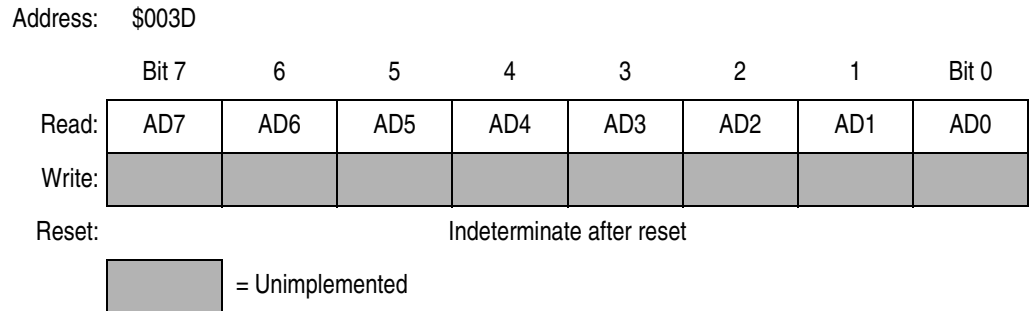 Address: $003D
Bit 7 6 5 4 3 2 1 Bit 0
Read: AD7 AD6 AD5 AD4 AD3 AD2 AD1 AD0
Write:
Reset: Indeterminate after reset
= Unimplemented